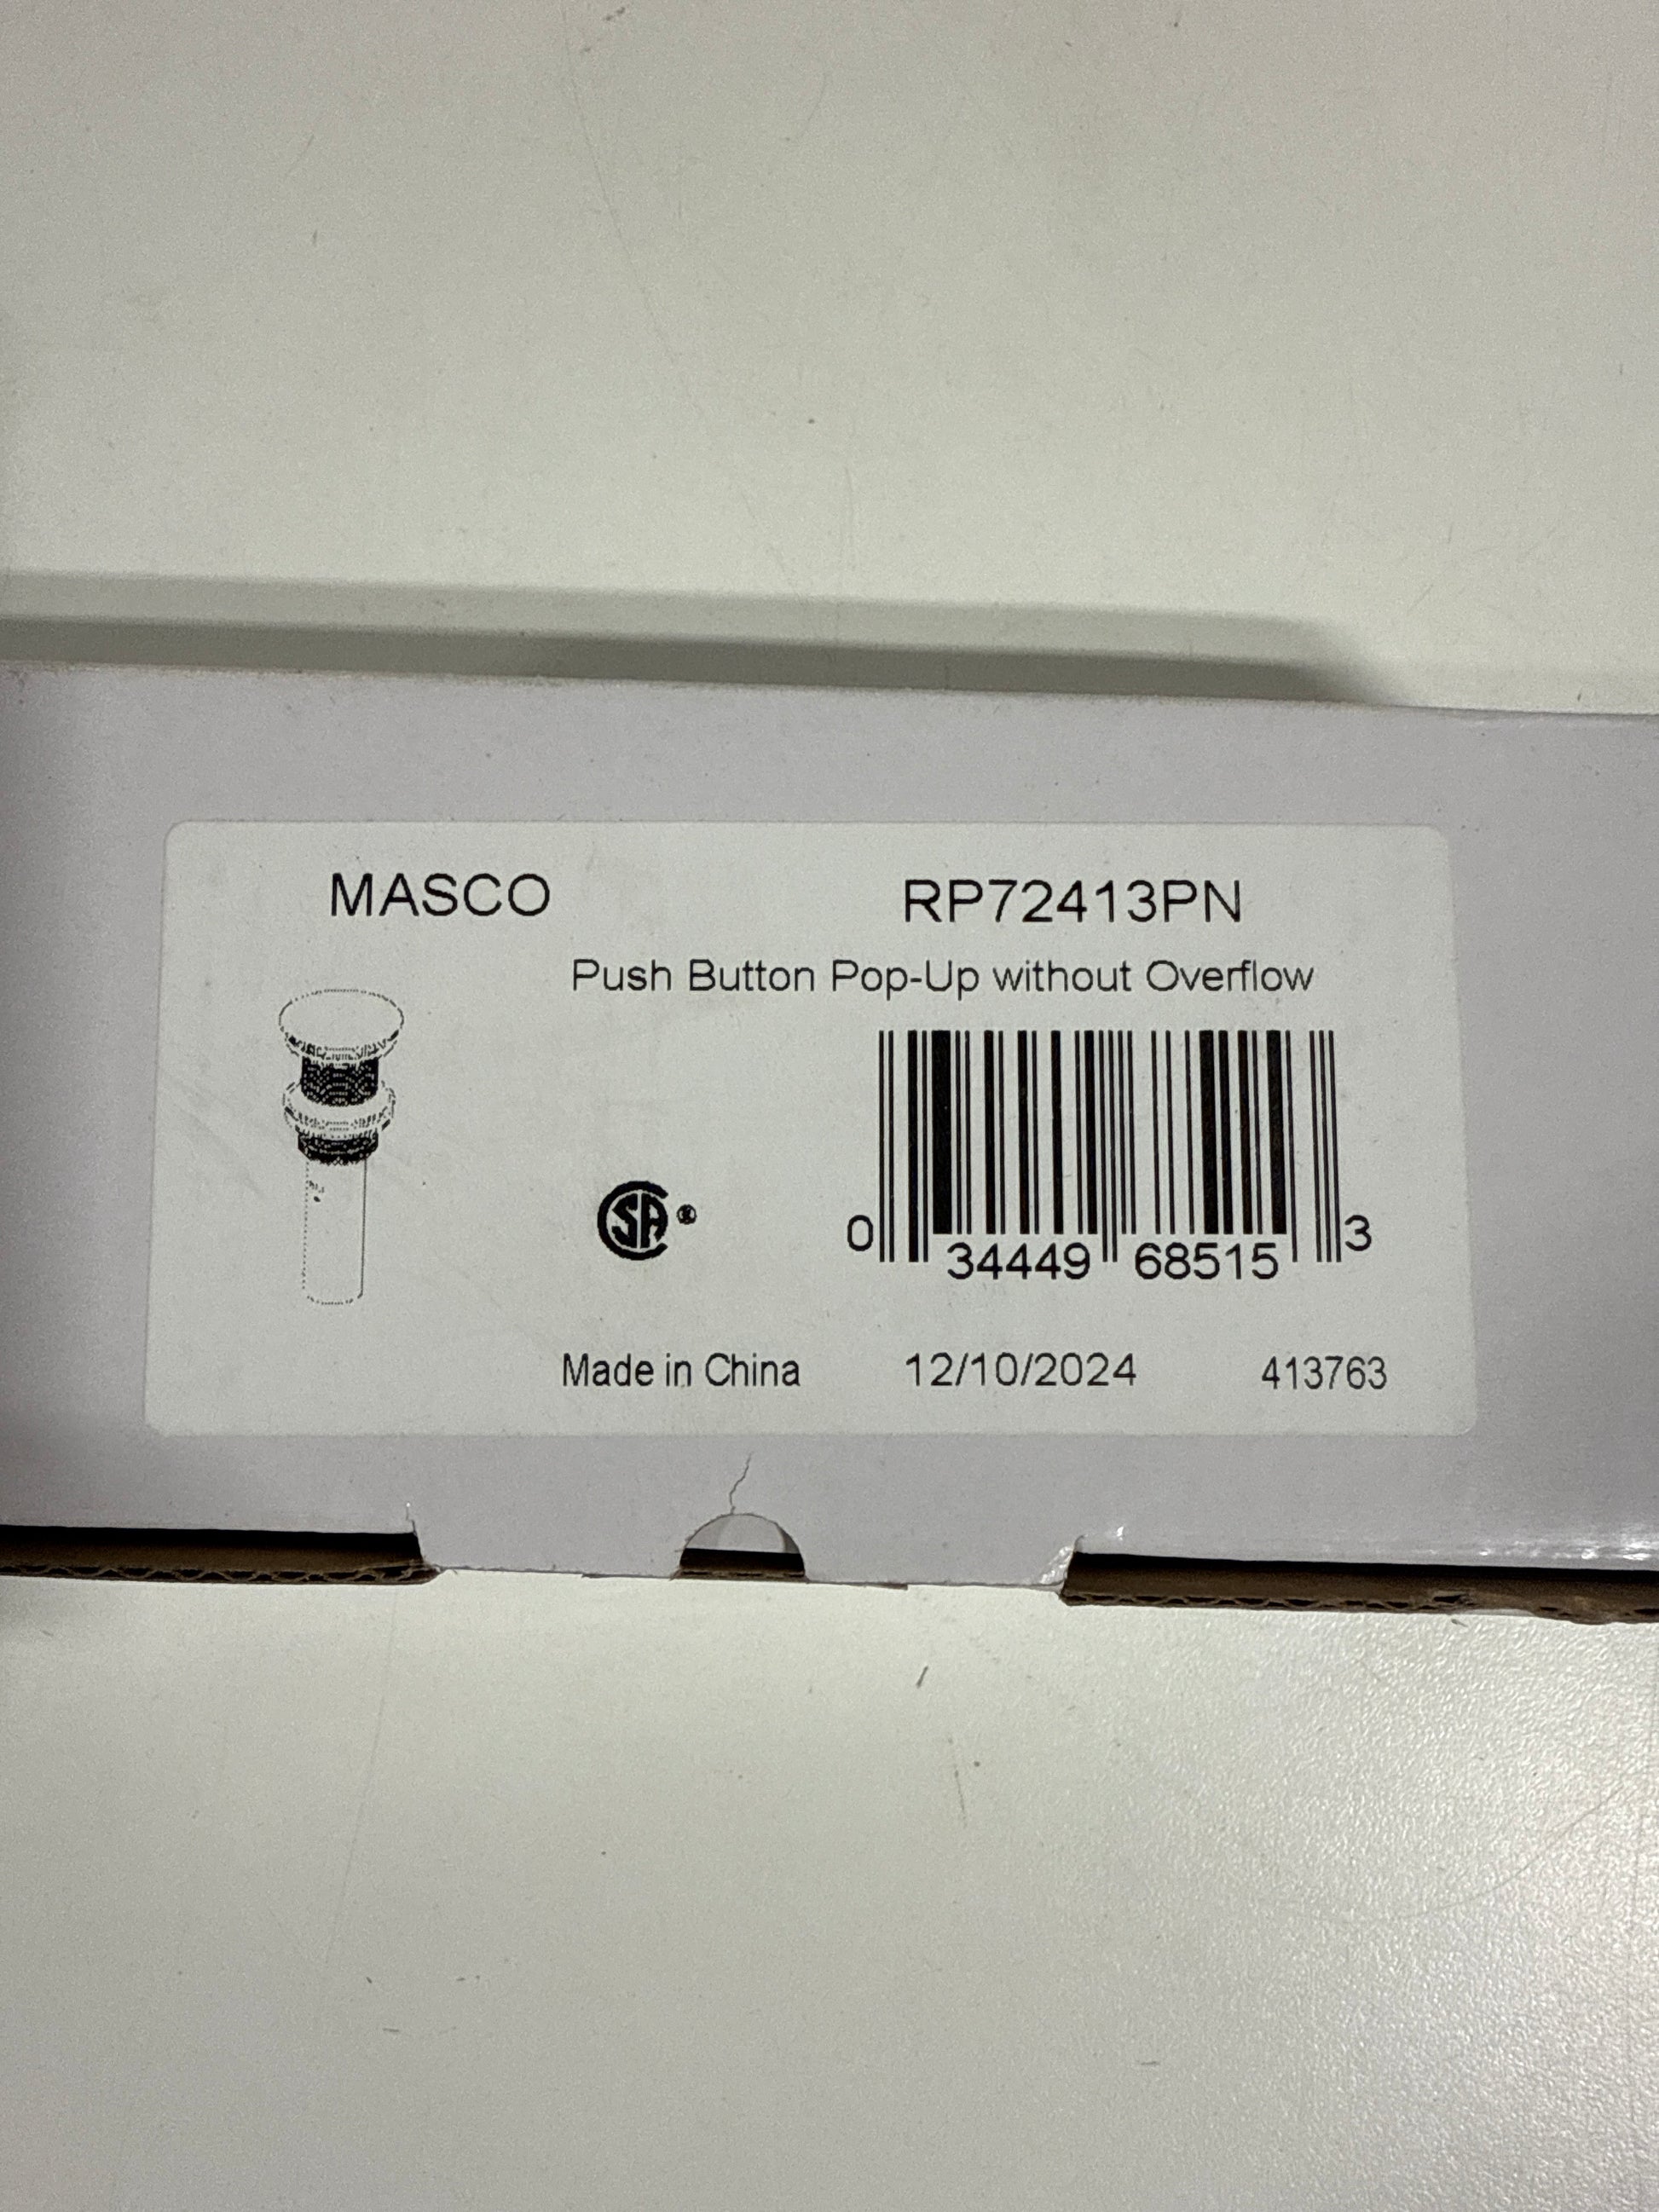 MASCO
RP72413PN
Push Button Pop-Up without Overflow
SA ®
0 34449 68515 3
Made in China 12/10/2024 413763